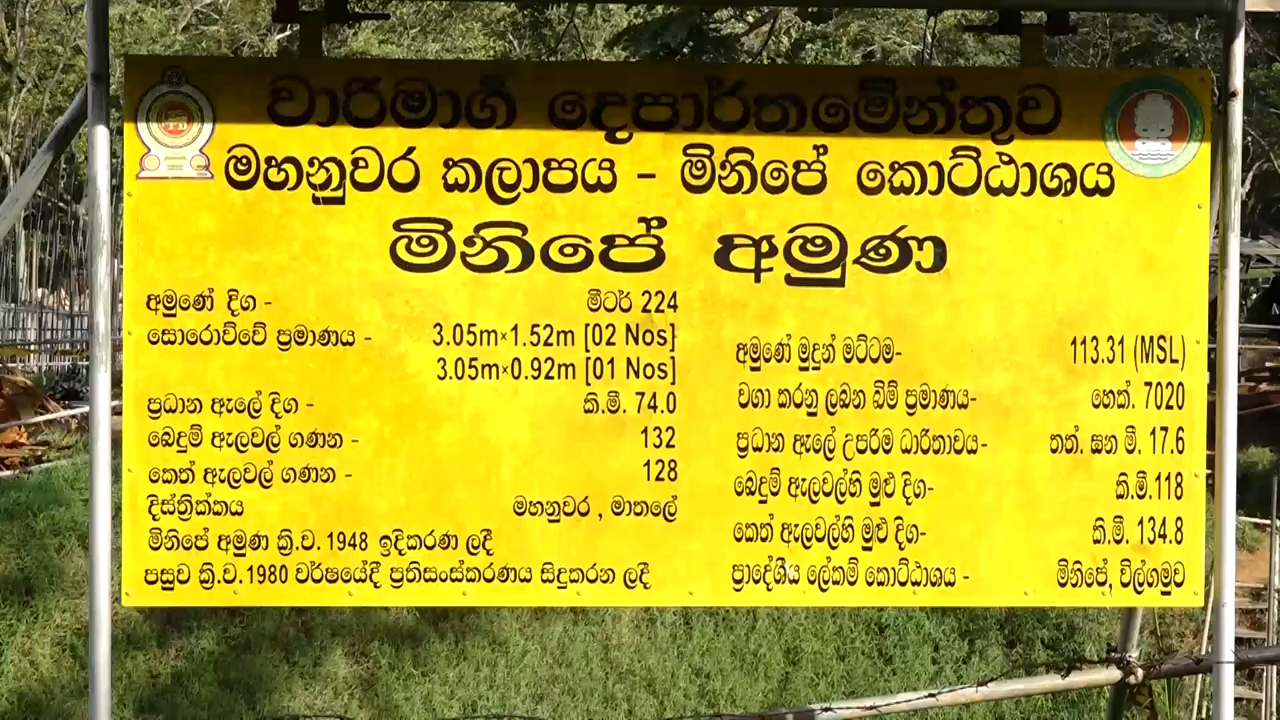 වාරිමාර්ග දෙපාර්තමේන්තුව
මහනුවර කලාපය - මිනිපේ කොට්ඨාශය
මිනිපේ අමුණ
අමුණේ දිග - මීටර් 224
සොරොව්වේ ප්‍රමාණය - 3.05m×1.52m [02 Nos]
3.05m×0.92m [01 Nos]
ප්‍රධාන ඇලේ දිග - කි.මී. 74.0
බෙදුම් ඇලවල් ගණන - 132
කෙත් ඇලවල් ගණන - 128
දිස්ත්‍රික්කය මහනුවර , මාතලේ
මිනිපේ අමුණ ක්‍රි.ව. 1948 ඉදිකරණ ලදී
පසුව ක්‍රි.ව.1980 වර්ෂයේදී ප්‍රතිසංස්කරණය සිදුකරන ලදී
අමුණේ මුදුන් මට්ටම- 113.31 (MSL)
වගා කරනු ලබන බිම් ප්‍රමාණය- හෙක්. 7020
ප්‍රධාන ඇලේ උපරිම ධාරිතාවය- තත්. ඝන මී. 17.6
බෙදුම් ඇලවල්හි මුළු දිග- කි.මී.118
කෙත් ඇලවල්හි මුළු දිග- කි.මී. 134.8
ප්‍රාදේශීය ලේකම් කොට්ඨාශය - මිනිපේ, විල්ගමුව